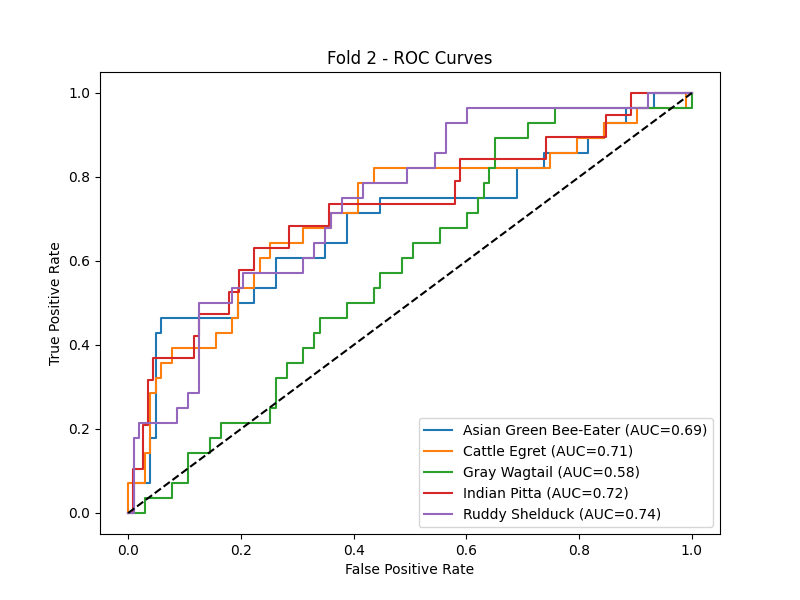 Fold 2 - ROC Curves
True Positive Rate
1.0
0.8
0.6
0.4
0.2
0.0
Asian Green Bee-Eater (AUC=0.69)
Cattle Egret (AUC=0.71)
Gray Wagtail (AUC=0.58)
Indian Pitta (AUC=0.72)
Ruddy Shelduck (AUC=0.74)
0.0 0.2 0.4 0.6 0.8 1.0
False Positive Rate